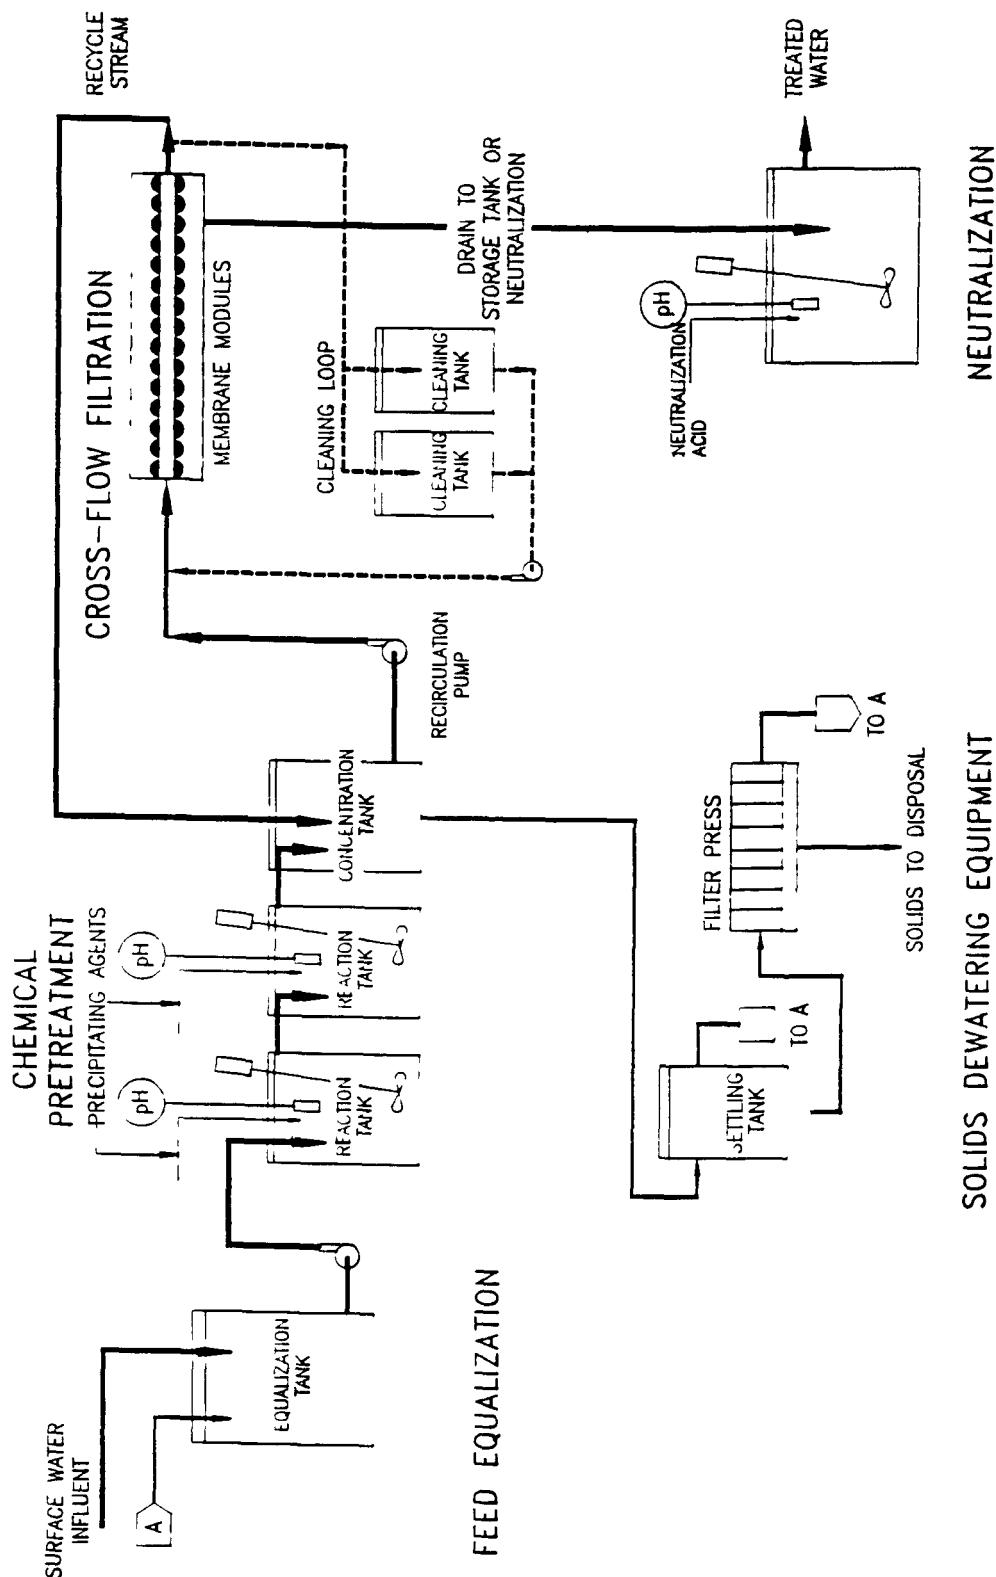 CHEMICAL
PRETREATMENT
PRECIPITATING AGENTS
pH
pH
SURFACE WATER
INFLUENT
A
EQUALIZATION
TANK
REACTION
TANK
REACTION
TANK
CONCENTRATION
TANK
RECIRCULATION
PUMP
CROSS-FLOW FILTRATION
MEMBRANE MODULES
RECYCLE
STREAM
CLEANING LOOP
CLEANING
TANK
CLEANING
TANK
DRAIN TO
STORAGE TANK OR
NEUTRALIZATION
NEUTRALIZATION
ACID
pH
TREATED
WATER
NEUTRALIZATION
SETTLING
TANK
TO A
FILTER PRESS
TO A
SOLIDS TO DISPOSAL
FEED EQUALIZATION
SOLIDS DEWATERING EQUIPMENT